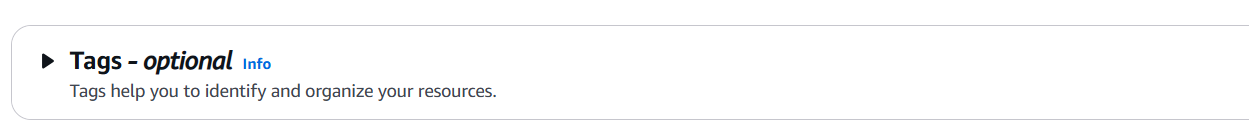 Tags - optional Info
Tags help you to identify and organize your resources.